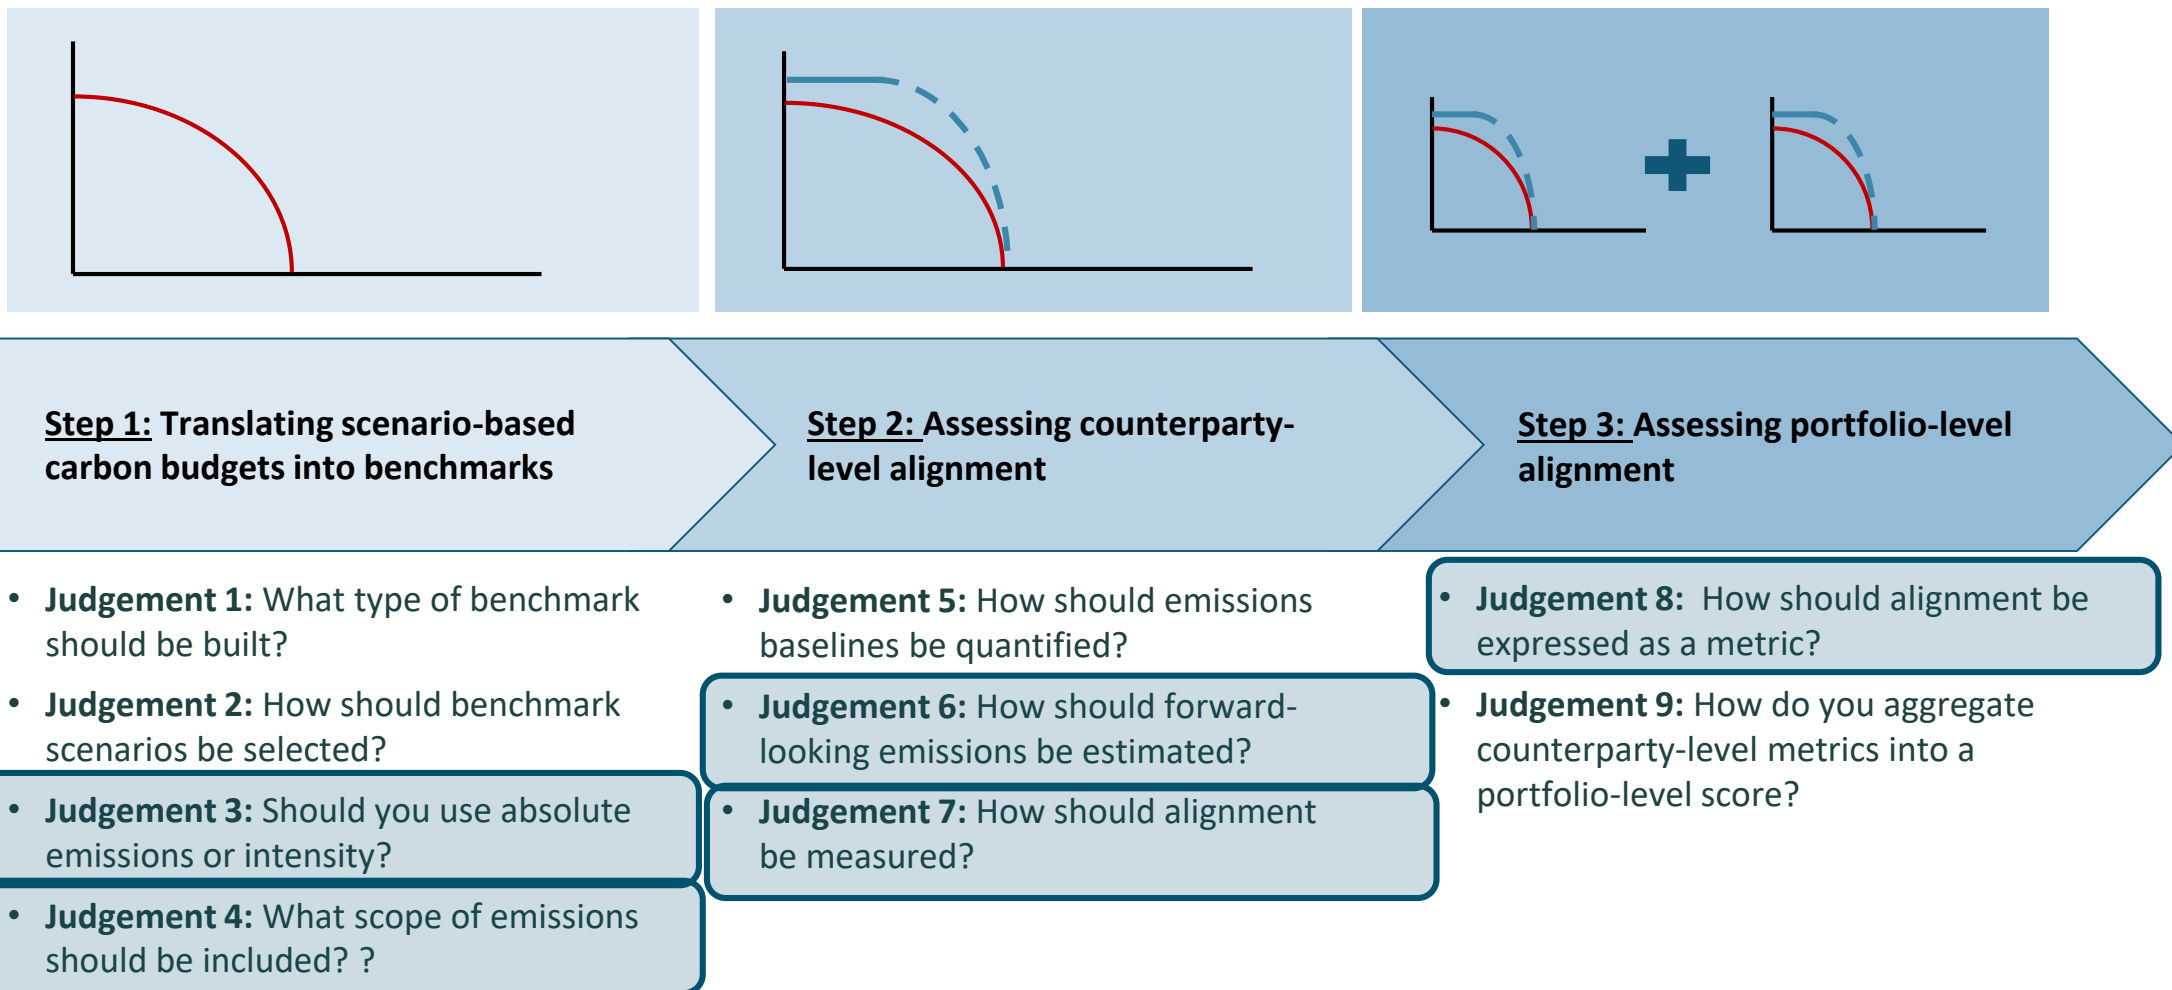 Step 1: Translating scenario-based
carbon budgets into benchmarks
Step 2: Assessing counterparty-
level alignment
Step 3: Assessing portfolio-level
alignment
• Judgement 1: What type of benchmark
should be built?
• Judgement 2: How should benchmark
scenarios be selected?
• Judgement 3: Should you use absolute
emissions or intensity?
• Judgement 4: What scope of emissions
should be included? ?
• Judgement 5: How should emissions
baselines be quantified?
• Judgement 6: How should forward-
looking emissions be estimated?
• Judgement 7: How should alignment
be measured?
• Judgement 8: How should alignment be
expressed as a metric?
• Judgement 9: How do you aggregate
counterparty-level metrics into a
portfolio-level score?